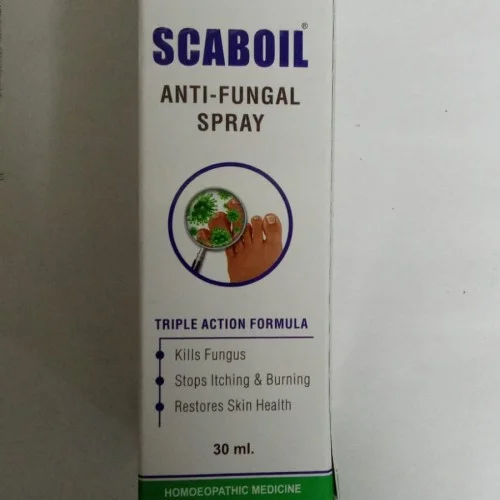 SCABOIL®
ANTI-FUNGAL
SPRAY
TRIPLE ACTION FORMULA
Kills Fungus
Stops Itching & Burning
Restores Skin Health
30 ml.
HOMOEOPATHIC MEDICINE